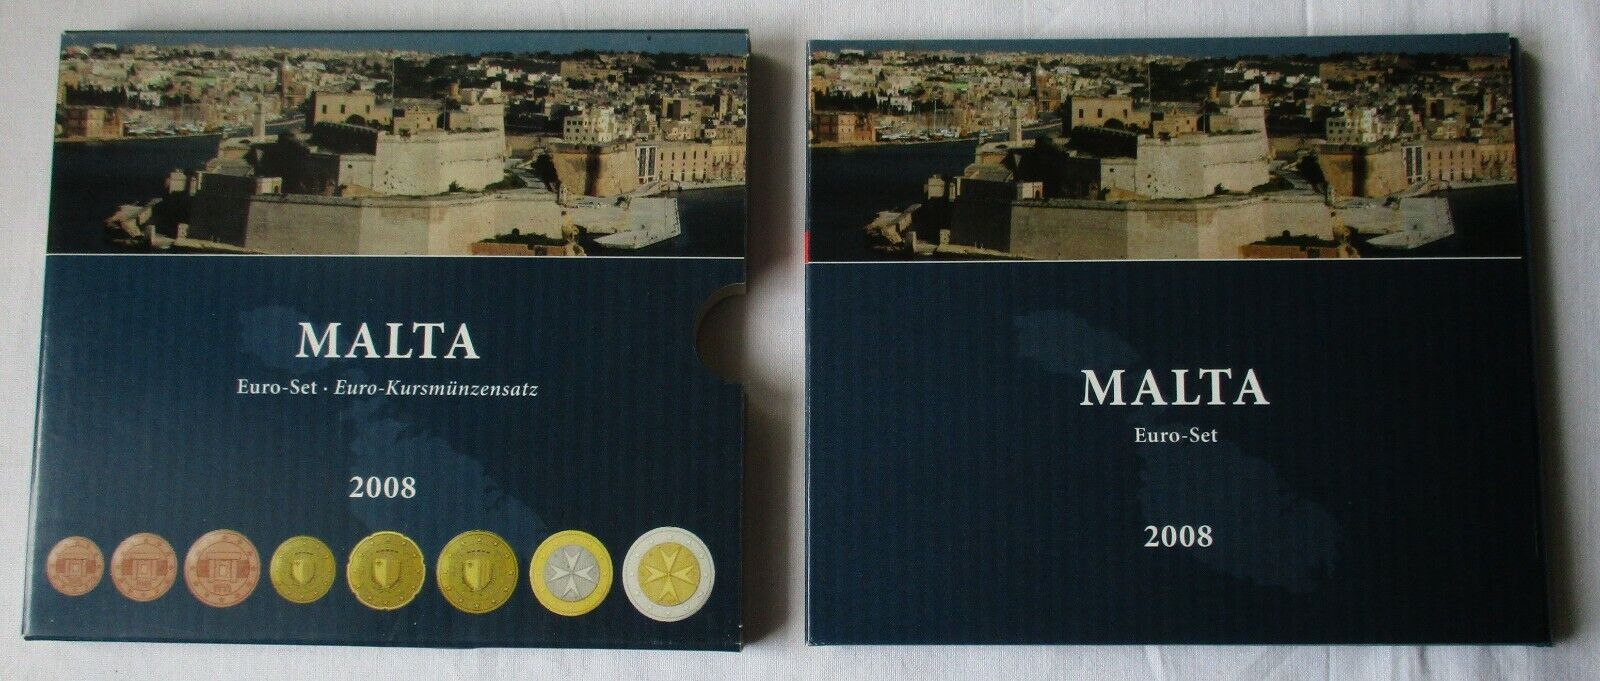 MALTA
Euro-Set · Euro-Kursmünzensatz
2008
MALTA
Euro-Set
2008